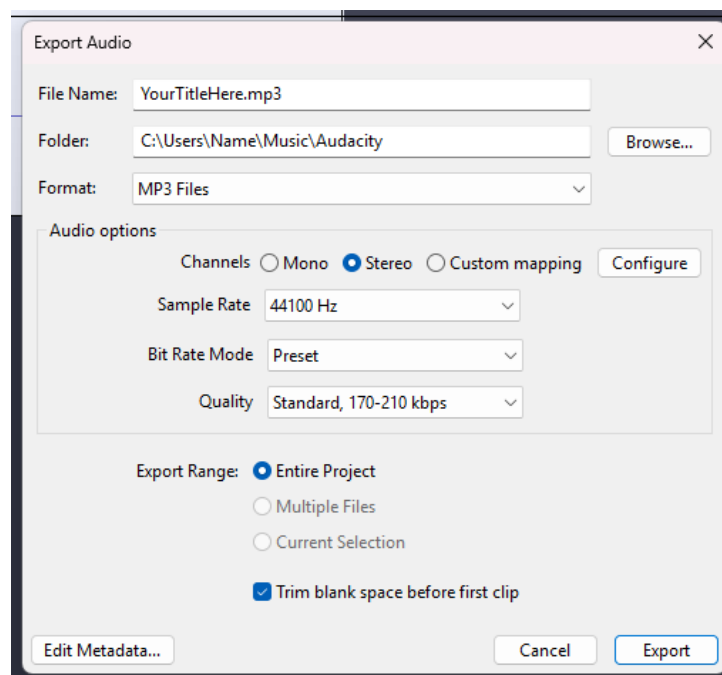 Export Audio
File Name: YourTitleHere.mp3
Folder: C:\Users\Name\Music\Audacity Browse...
Format: MP3 Files
Audio options
Channels Mono Stereo Custom mapping Configure
Sample Rate 44100 Hz
Bit Rate Mode Preset
Quality Standard, 170-210 kbps
Export Range: Entire Project
Multiple Files
Current Selection
Trim blank space before first clip
Edit Metadata... Cancel Export